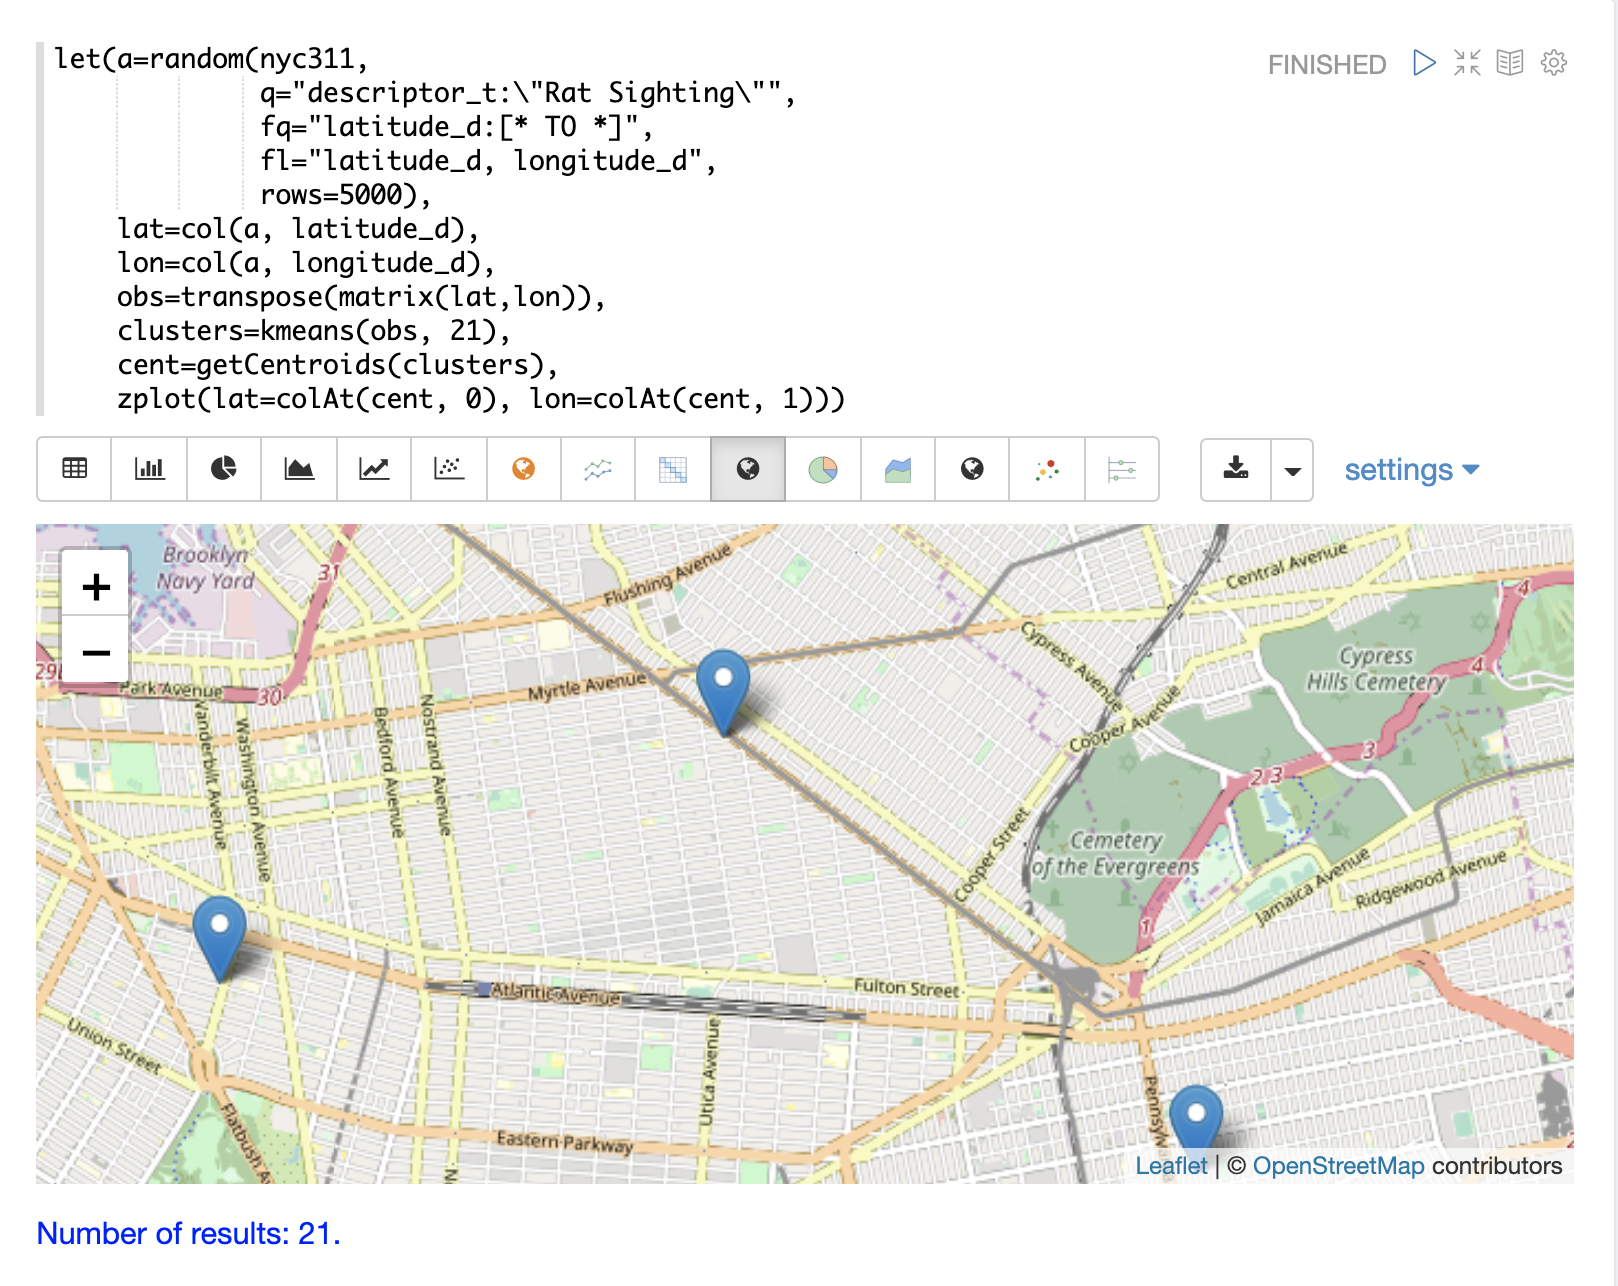 let(a=random(nyc311,
q="descriptor_t:\"Rat Sighting\"",
fq="latitude_d:[* TO *]",
fl="latitude_d, longitude_d",
rows=5000),
lat=col(a, latitude_d),
lon=col(a, longitude_d),
obs=transpose(matrix(lat,lon)),
clusters=kmeans(obs, 21),
cent=getCentroids(clusters),
zplot(lat=colAt(cent, 0), lon=colAt(cent, 1)))
FINISHED
settings
+
−
Brooklyn
Navy Yard
31
29
Park Avenue
30
Vanderbilt Avenue
Washington Avenue
Bedford Avenue
Nostrand Avenue
Flushing Avenue
Myrtle Avenue
Central Avenue
Cypress Avenue
Cooper Avenue
Cypress
Hills Cemetery
4
4
3
2 3
Cemetery
of the Evergreens
Cooper Street
1
Jamaica Avenue
Ridgewood Avenue
Atlantic Avenue
Fulton Street
Union Street
Flatbush A
Utica Avenue
Eastern Parkway
N
Pennsylv
2
Leaflet | © OpenStreetMap contributors
Number of results: 21.